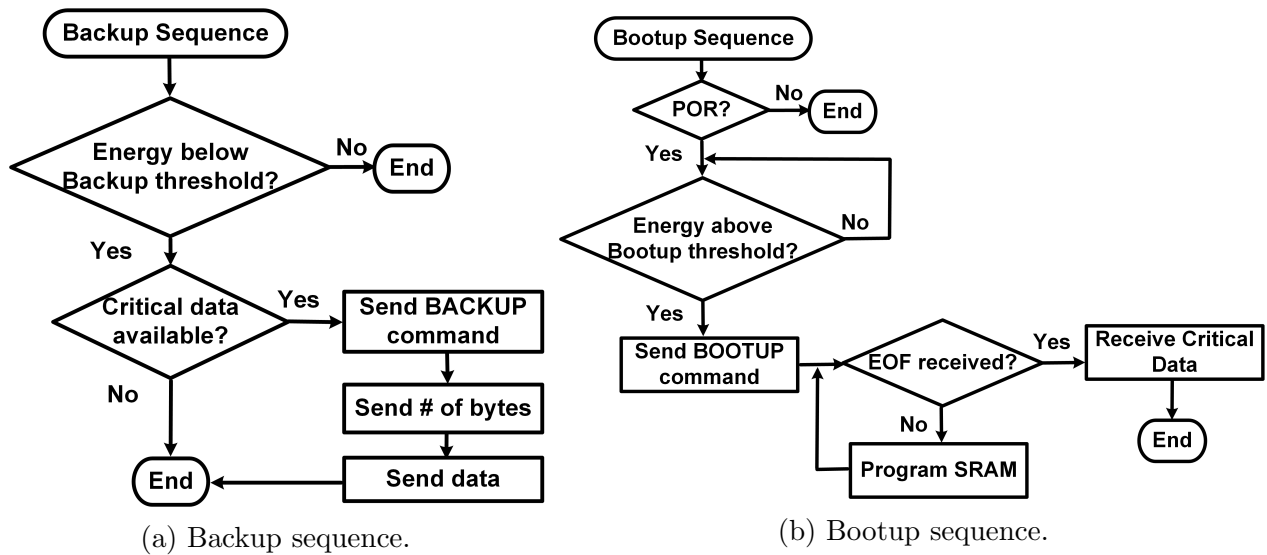 Backup Sequence
Energy below
Backup threshold?
No
End
Yes
Critical data
available?
Yes
Send BACKUP
command
Send # of bytes
Send data
No
End
(a) Backup sequence.
Bootup Sequence
POR?
No
End
Yes
Energy above
Bootup threshold?
No
Yes
Send BOOTUP
command
EOF received?
Yes
Receive Critical
Data
End
No
Program SRAM
(b) Bootup sequence.